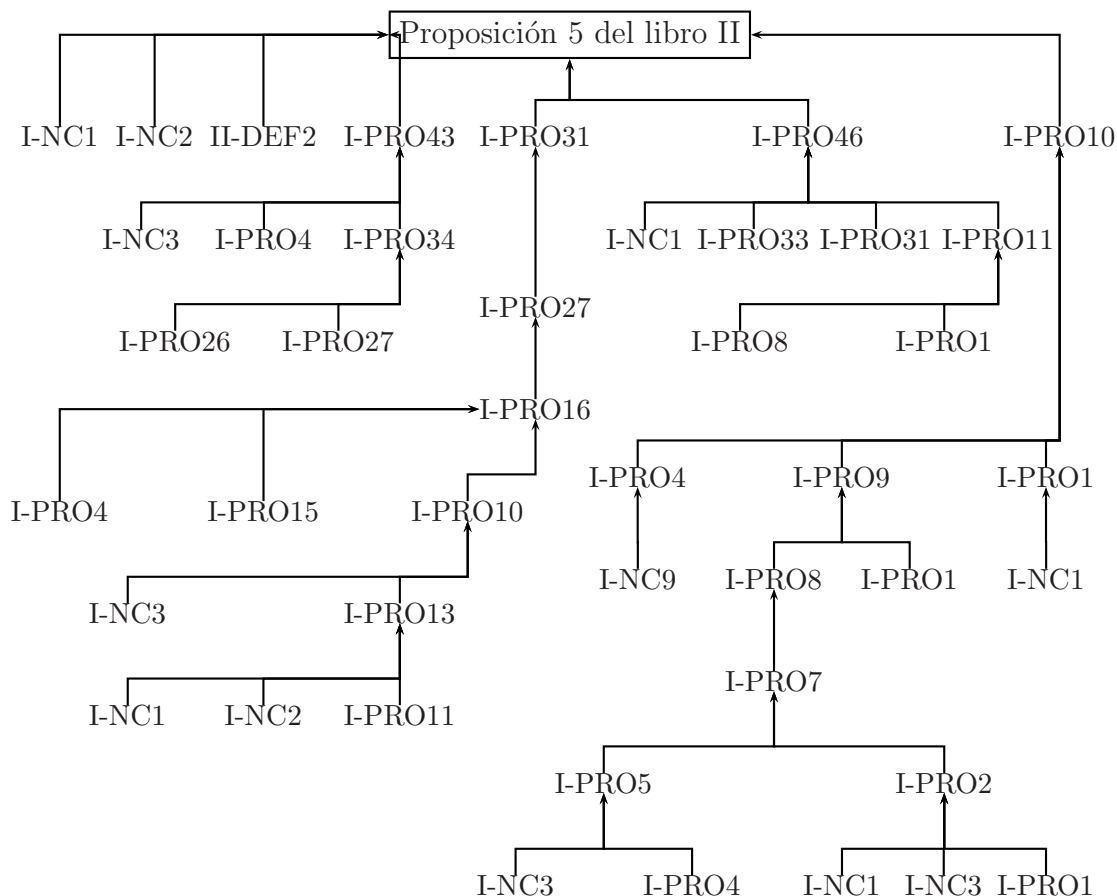 Proposición 5 del libro II
I-NC1 I-NC2 II-DEF2 I-PRO43 I-PRO31 I-PRO46 I-PRO10
I-NC3 I-PRO4 I-PRO34 I-NC1 I-PRO33 I-PRO31 I-PRO11
I-PRO27
I-PRO26 I-PRO27 I-PRO8 I-PRO1
I-PRO16
I-PRO4 I-PRO9 I-PRO1
I-PRO4 I-PRO15 I-PRO10
I-NC9 I-PRO8 I-PRO1 I-NC1
I-NC3 I-PRO13
I-PRO7
I-NC1 I-NC2 I-PRO11
I-PRO5 I-PRO2
I-NC3 I-PRO4 I-NC1 I-NC3 I-PRO1